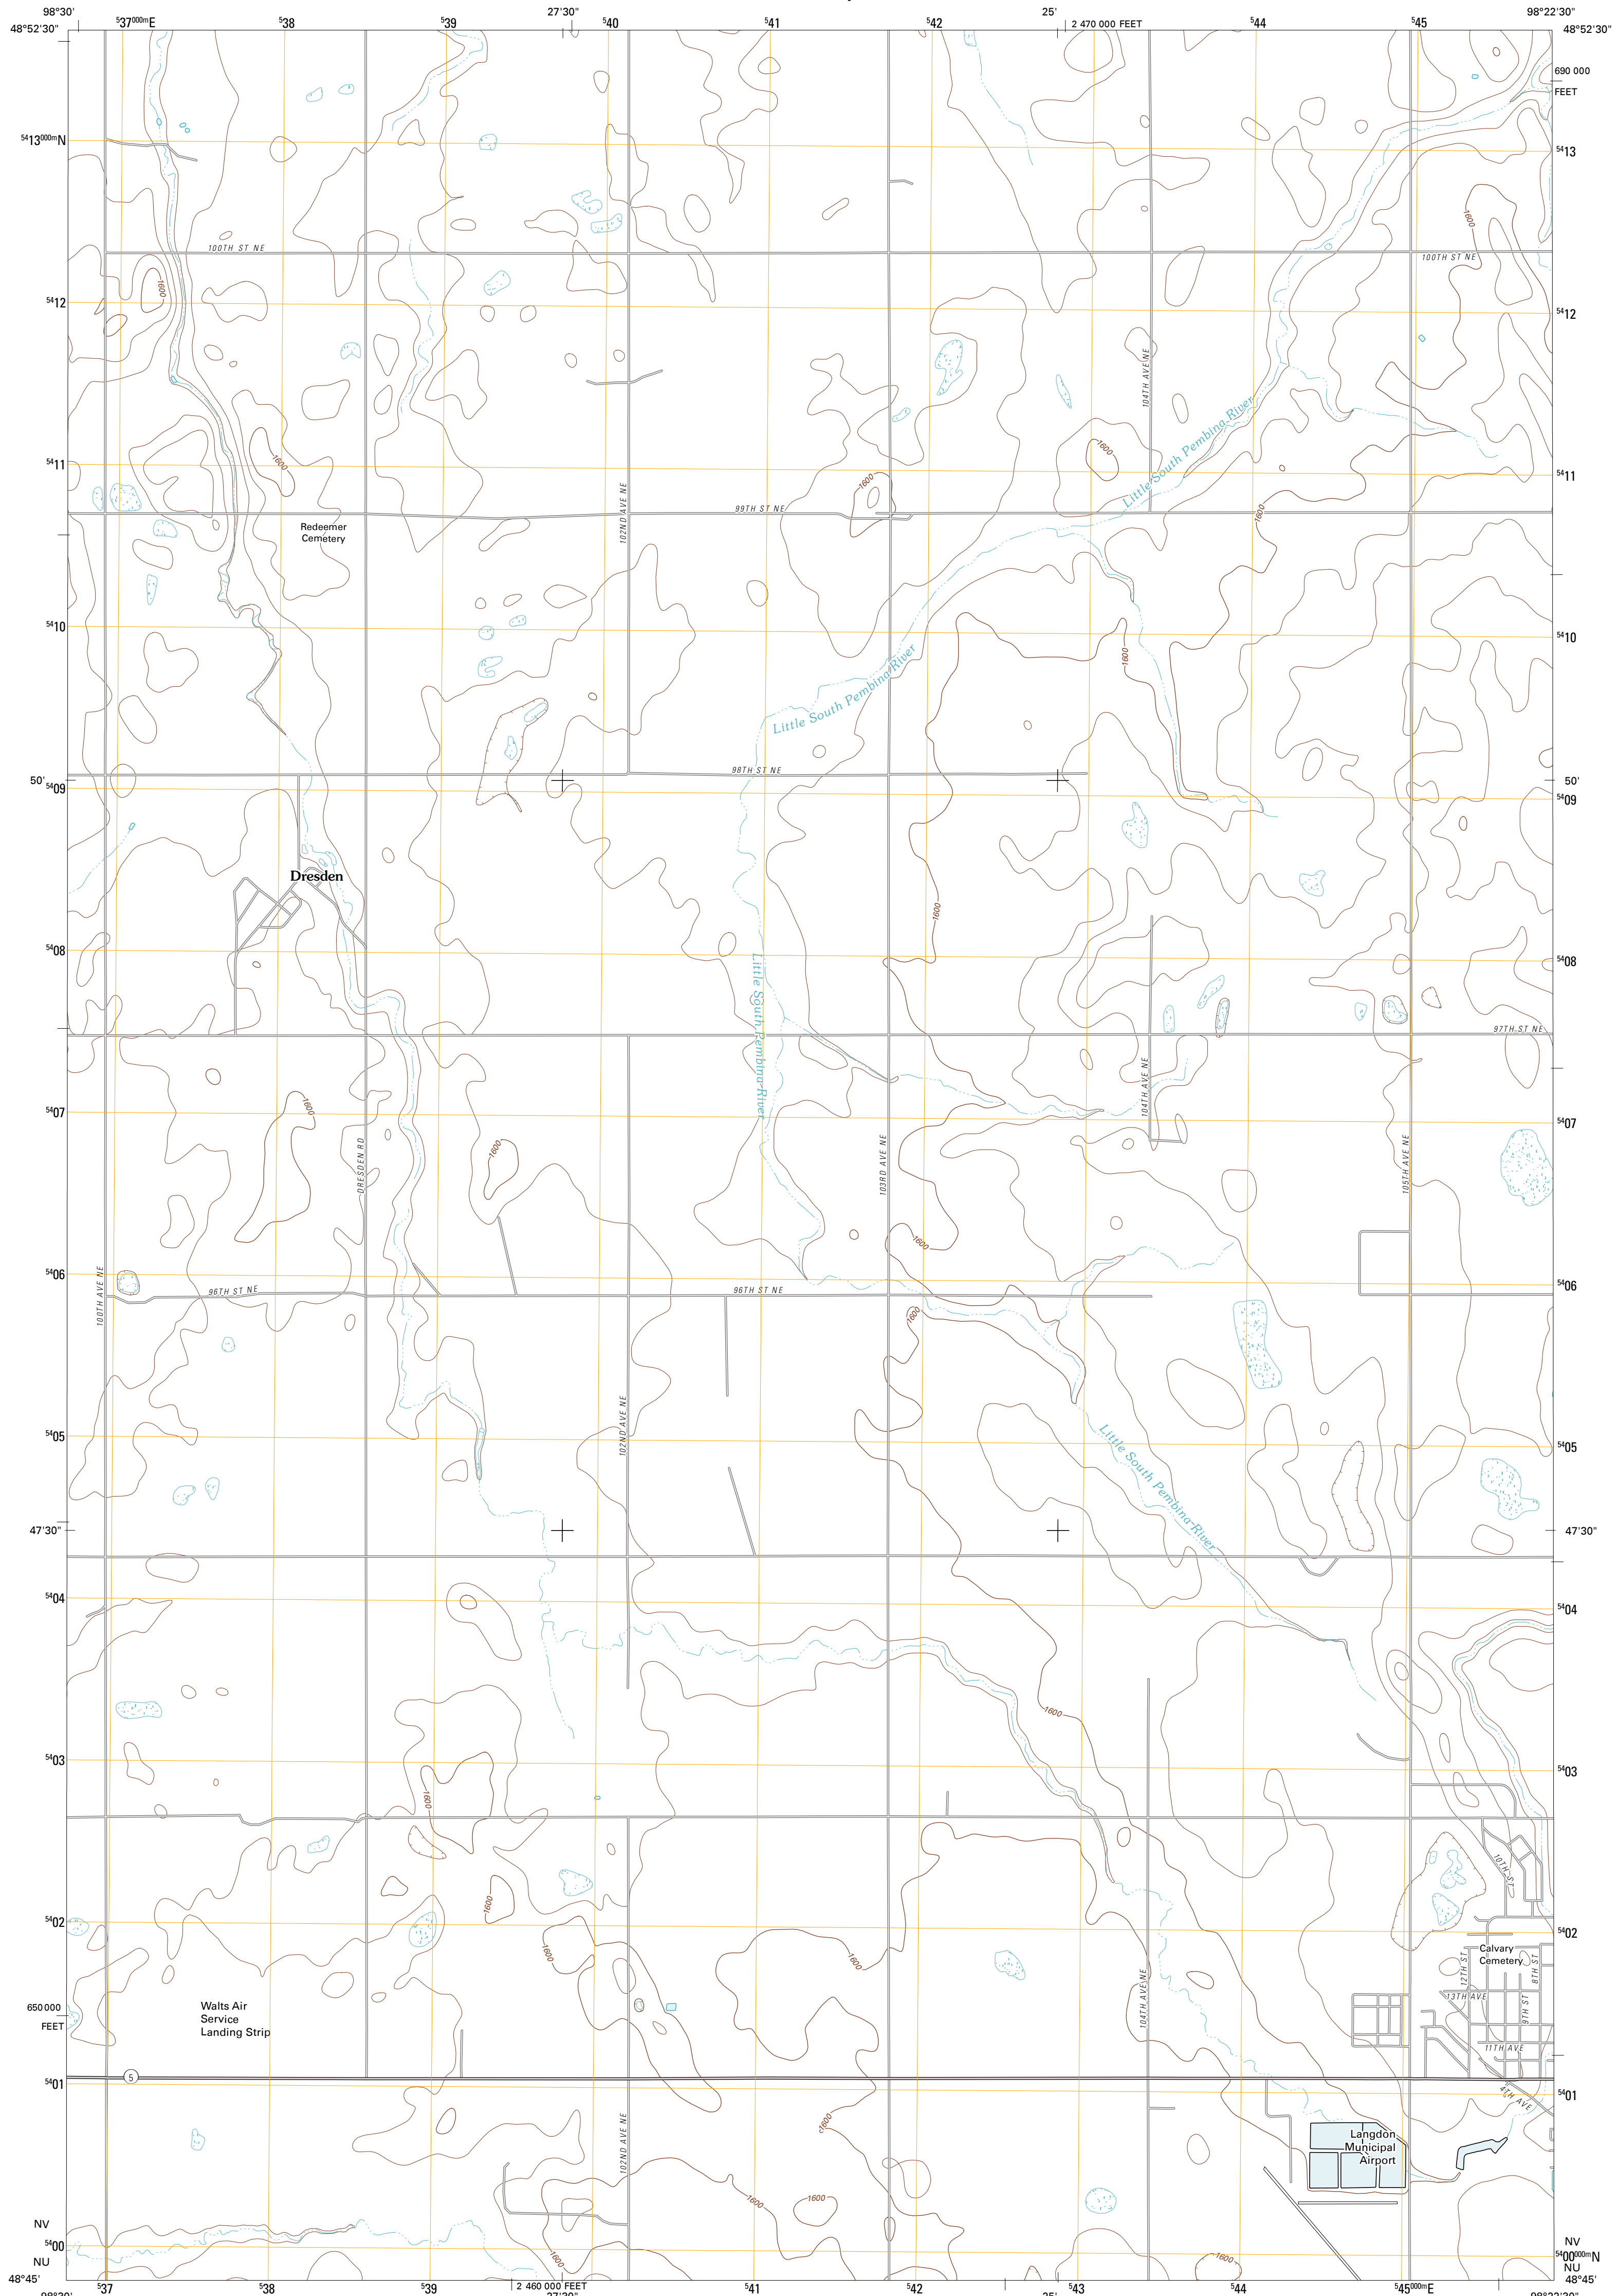 98°30'
⁵37⁰⁰⁰ᵐE
⁵38
⁵39
27'30"
⁵40
⁵41
⁵42
25'
2 470 000 FEET
⁵44
⁵45
98°22'30"
48°52'30"
48°52'30"
690 000
FEET
⁵⁴13⁰⁰⁰ᵐN
⁵⁴13
1600
100TH ST NE
100TH ST NE
1600
⁵⁴12
⁵⁴12
104TH AVE NE
Little South Pembina River
1600
1600
⁵⁴11
⁵⁴11
1600
102ND AVE NE
99TH ST NE
1600
Redeemer
Cemetery
⁵⁴10
⁵⁴10
1600
Little South Pembina River
98TH ST NE
50'
50'
⁵⁴09
⁵⁴09
Dresden
1600
⁵⁴08
⁵⁴08
Little South Pembina River
97TH ST NE
104TH AVE NE
1600
⁵⁴07
⁵⁴07
DRESDEN RD
1600
103RD AVE NE
105TH AVE NE
1600
100TH AVE NE
⁵⁴06
⁵⁴06
96TH ST NE
96TH ST NE
1600
102ND AVE NE
⁵⁴05
⁵⁴05
Little South Pembina River
47'30"
47'30"
⁵⁴04
⁵⁴04
1600
⁵⁴03
⁵⁴03
1600
10TH ST
1600
⁵⁴02
⁵⁴02
1600
1600
Calvary
Cemetery
12TH ST
8TH ST
104TH AVE NE
13TH AVE
9TH ST
650 000
FEET
Walts Air
Service
Landing Strip
11TH AVE
5
⁵⁴01
⁵⁴01
4TH AVE
1600
102ND AVE NE
Langdon
Municipal
Airport
1600
1600
NV
NU
⁵⁴00
1600
1600
NV
NU
⁵⁴00⁰⁰⁰ᵐN
48°45'
48°45'
⁵37
⁵38
⁵39
2 460 000 FEET
⁵41
⁵42
⁵43
⁵44
⁵45⁰⁰⁰ᵐE
98°30'
27'30"
25'
98°22'30"